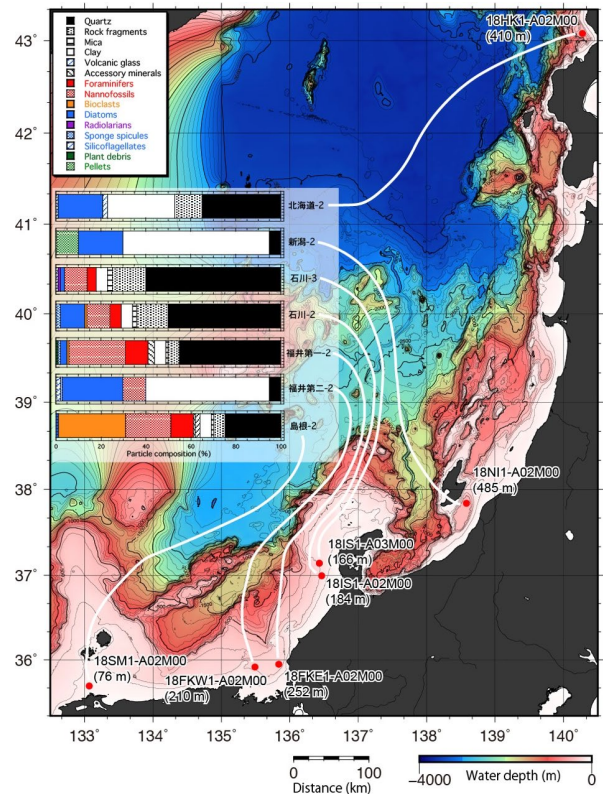 Quartz
Rock fragments
Mica
Clay
Volcanic glass
Accessory minerals
Foraminifers
Nannofossils
Bioclasts
Diatoms
Radiolarians
Sponge spicules
Silicoflagellates
Plant debris
Pellets
18HK1-A02M00
(410 m)
北海道-2
新潟-2
石川-3
石川-2
福井第一-2
福井第二-2
島根-2
0 20 40 60 80 100
Particle composition (%)
18NI1-A02M00
(485 m)
18IS1-A03M00
(166 m)
18IS1-A02M00
(184 m)
18SM1-A02M00
(76 m)
18FKW1-A02M00
(210 m)
18FKE1-A02M00
(252 m)
43°
42°
41°
40°
39°
38°
37°
36°
133° 134° 135° 136° 137° 138° 139° 140°
0 100
Distance (km)
−4000 Water depth (m) 0